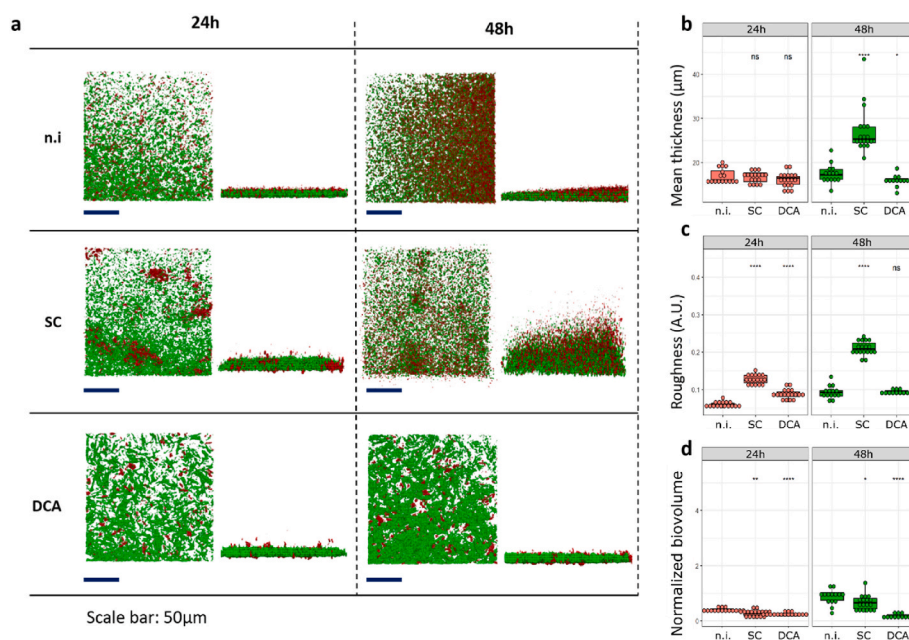 a
24h
48h
n.i
SC
DCA
Scale bar: 50µm
b
24h
48h
ns
ns
****
*
Mean thickness (µm)
40
30
20
10
n.i.
SC
DCA
n.i.
SC
DCA
c
24h
48h
****
****
****
ns
Roughness (A.U.)
0.4
0.3
0.2
0.1
n.i.
SC
DCA
n.i.
SC
DCA
d
24h
48h
**
****
*
****
Normalized biovolume
4
2
0
n.i.
SC
DCA
n.i.
SC
DCA